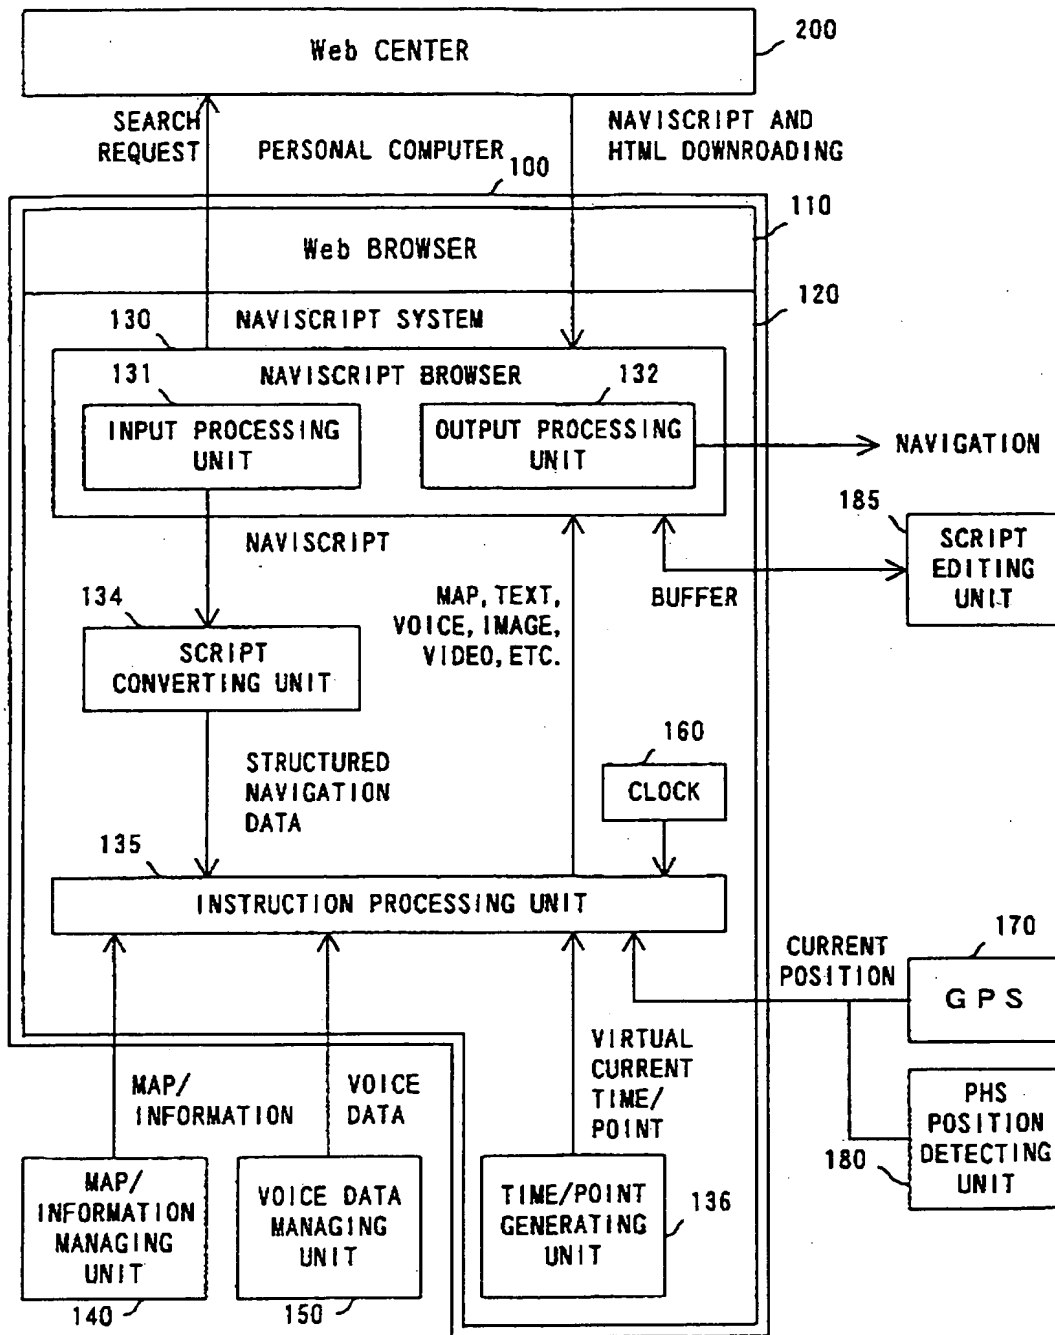 200
Web CENTER
SEARCH
REQUEST
PERSONAL COMPUTER
100
NAVISCRIPT AND
HTML DOWNROADING
110
Web BROWSER
120
130
NAVISCRIPT SYSTEM
131
NAVISCRIPT BROWSER
132
INPUT PROCESSING
UNIT
OUTPUT PROCESSING
UNIT
NAVIGATION
185
SCRIPT
EDITING
UNIT
NAVISCRIPT
BUFFER
134
MAP, TEXT,
VOICE, IMAGE,
VIDEO, ETC.
SCRIPT
CONVERTING UNIT
160
CLOCK
STRUCTURED
NAVIGATION
DATA
135
INSTRUCTION PROCESSING UNIT
CURRENT
POSITION
170
GPS
VIRTUAL
CURRENT
TIME/
POINT
MAP/
INFORMATION
VOICE
DATA
PHS
POSITION
DETECTING
UNIT
180
MAP/
INFORMATION
MANAGING
UNIT
140
VOICE DATA
MANAGING
UNIT
150
TIME/POINT
GENERATING
UNIT
136